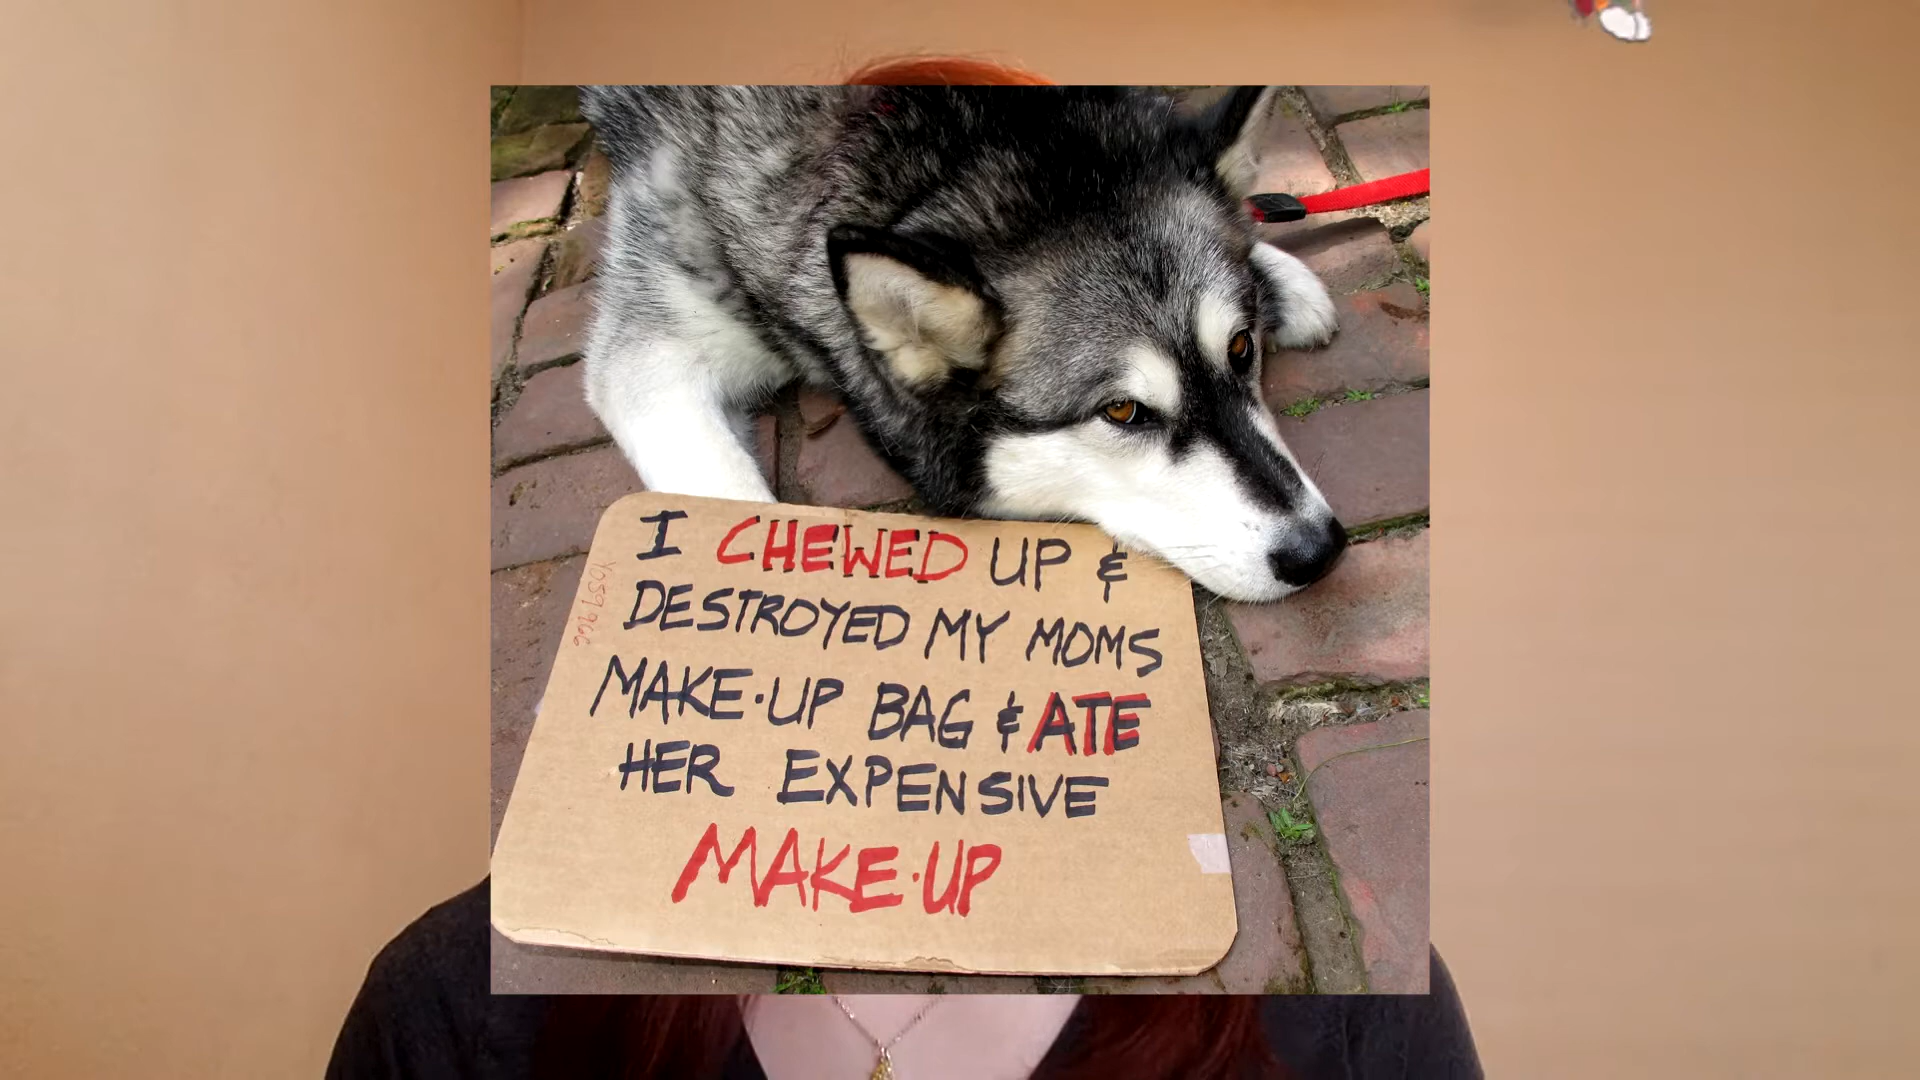 I CHEWED UP &
DESTROYED MY MOMS
MAKE-UP BAG & ATE
HER EXPENSIVE
MAKE-UP